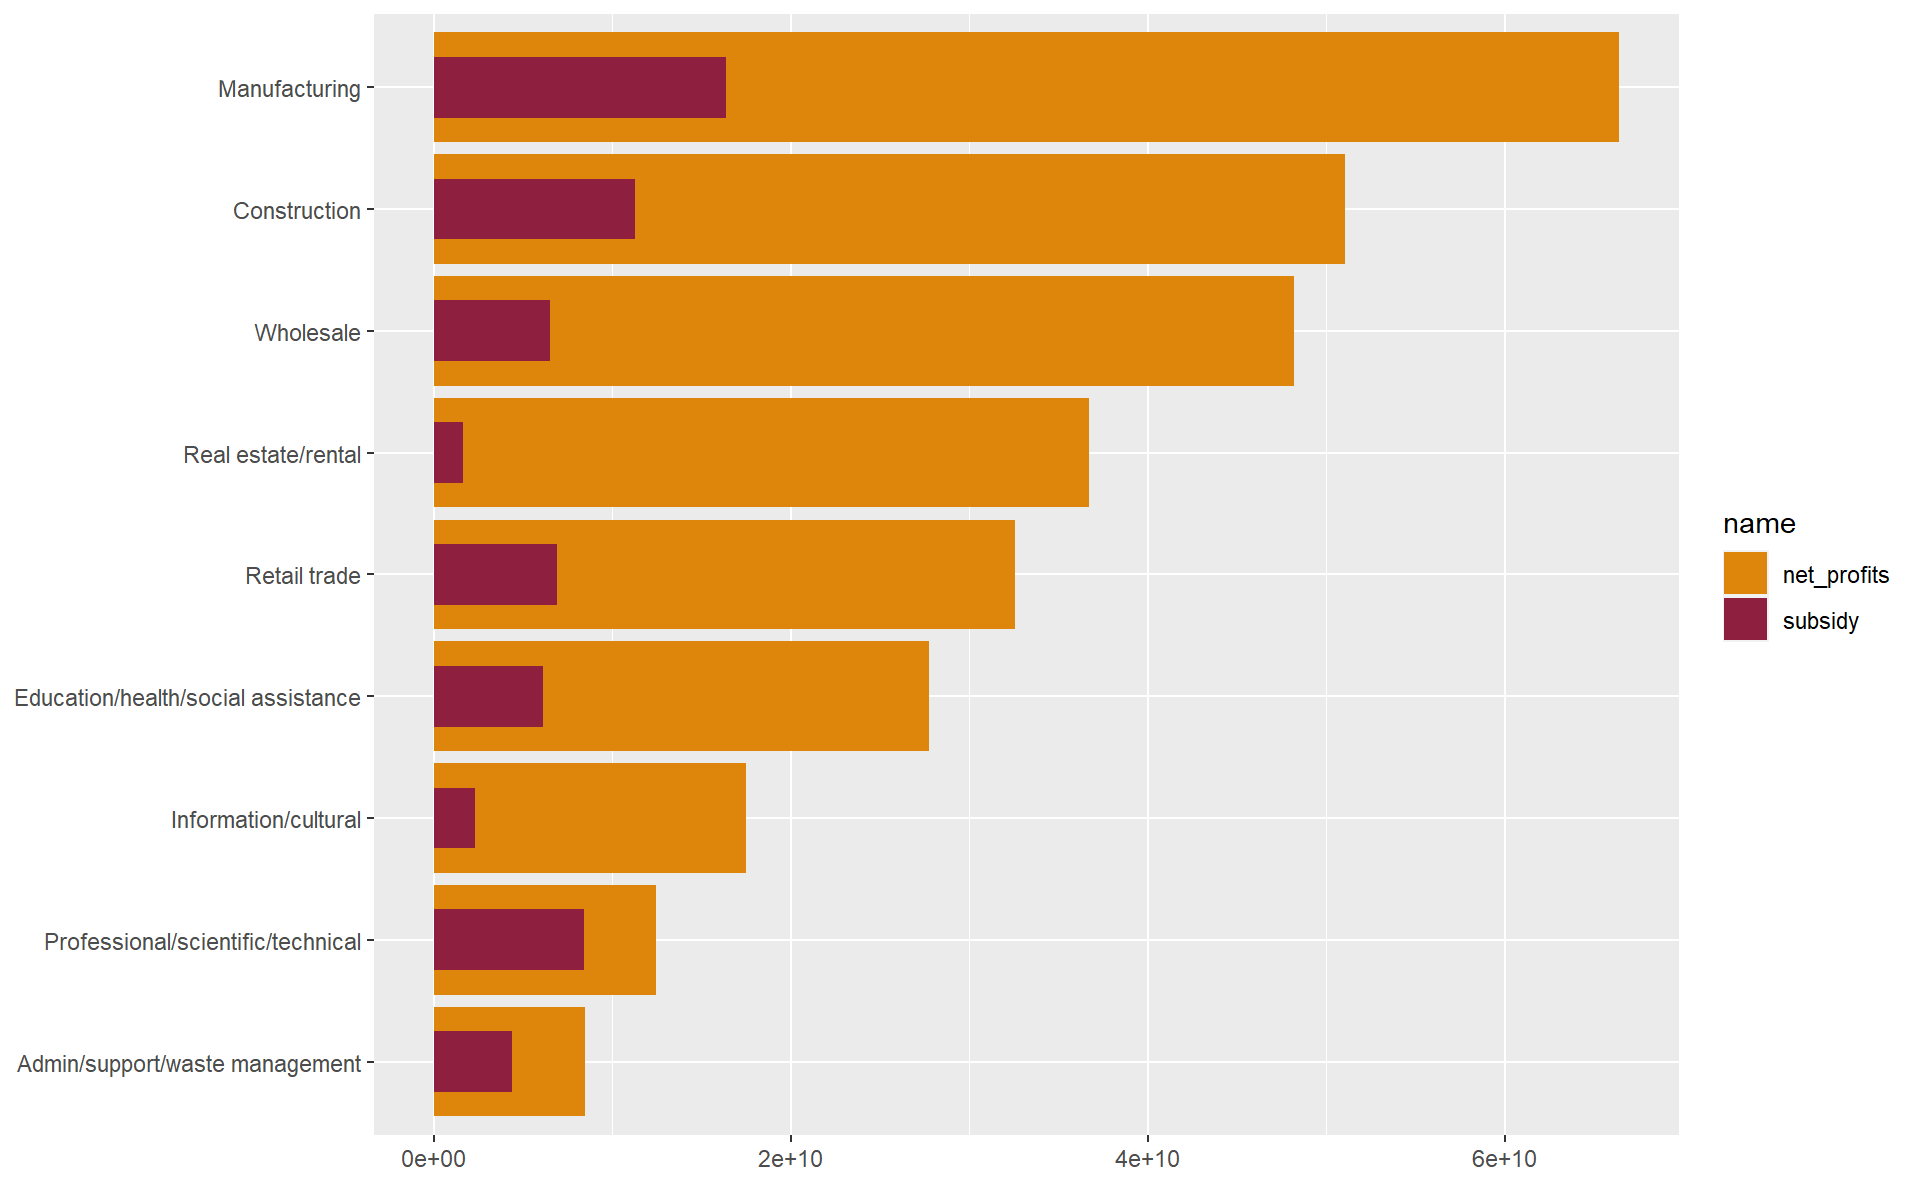 Manufacturing
Construction
Wholesale
Real estate/rental
Retail trade
Education/health/social assistance
Information/cultural
Professional/scientific/technical
Admin/support/waste management
0e+00 2e+10 4e+10 6e+10
name
net_profits
subsidy